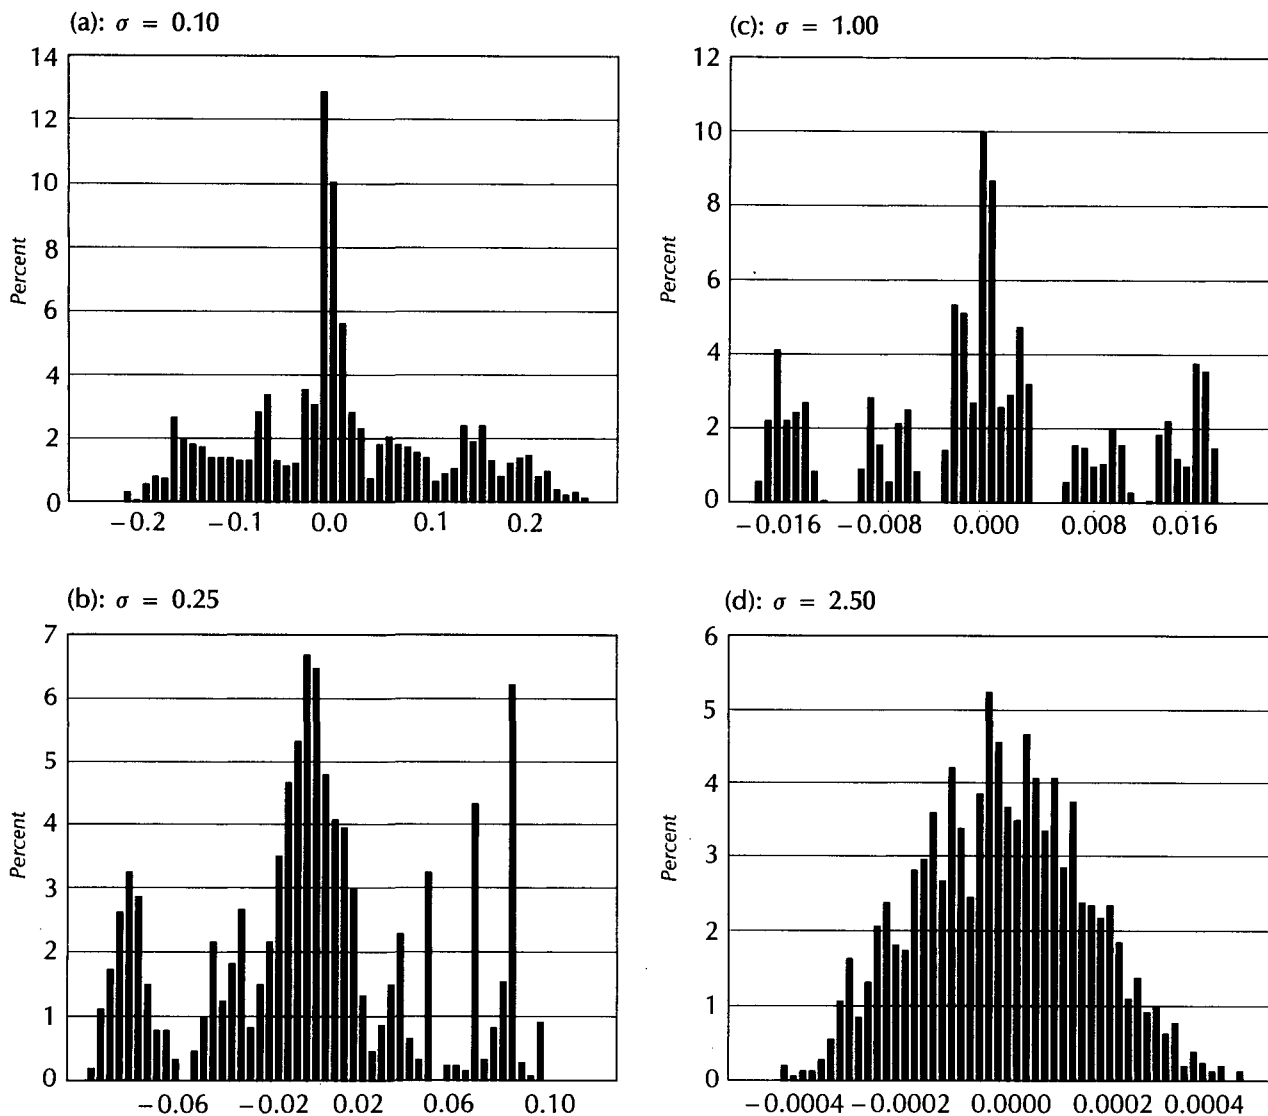 (a): σ = 0.10
14
12
10
8
6
4
2
0
Percent
−0.2 −0.1 0.0 0.1 0.2
(c): σ = 1.00
12
10
8
6
4
2
0
Percent
−0.016 −0.008 0.000 0.008 0.016
(b): σ = 0.25
7
6
5
4
3
2
1
0
Percent
−0.06 −0.02 0.02 0.06 0.10
(d): σ = 2.50
6
5
4
3
2
1
0
Percent
−0.0004 −0.0002 0.0000 0.0002 0.0004